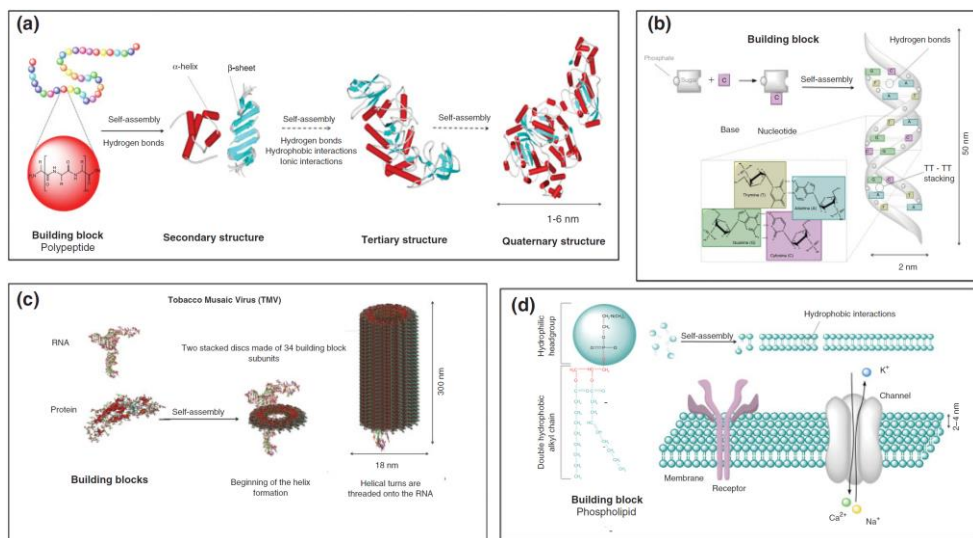 (a)
α-helix
β-sheet
Self-assembly
Hydrogen bonds
Self-assembly
Hydrogen bonds
Hydrophobic interactions
Ionic interactions
Self-assembly
1-6 nm
Building block
Polypeptide
Secondary structure
Tertiary structure
Quaternary structure
(b)
Building block
Hydrogen bonds
Phosphate
Sugar
+
C
C
Self-assembly
Base
Nucleotide
TT - TT
stacking
50 nm
2 nm
Thymine (T)
Adenine (A)
Guanine (G)
Cytosine (C)
(c)
Tobacco Musaic Virus (TMV)
RNA
Two stacked discs made of 34 building block
subunits
Protein
Self-assembly
300 nm
18 nm
Building blocks
Beginning of the helix
formation
Helical turns are
threaded onto the RNA
(d)
Hydrophilic
headgroup
Double hydrophobic
alkyl chain
Self-assembly
Hydrophobic interactions
K+
Channel
2–4 nm
Membrane
Receptor
Ca2+
Na+
Building block
Phospholipid